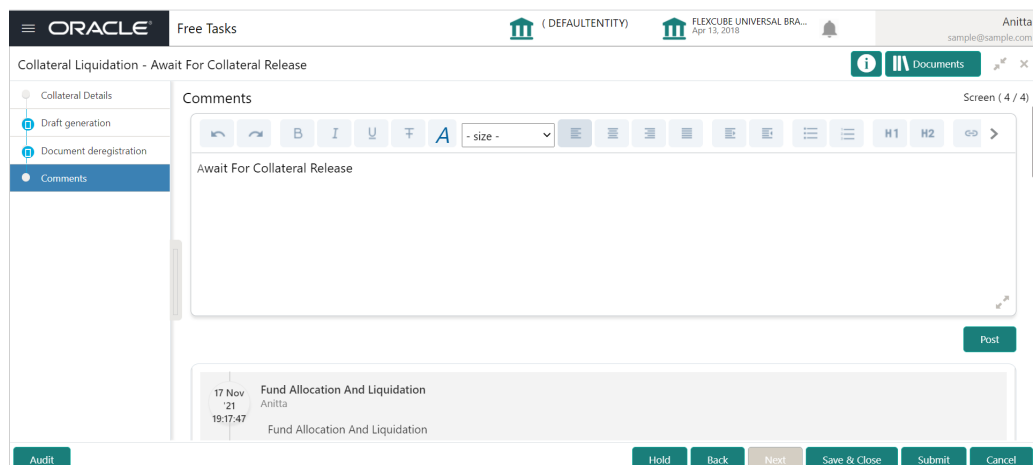 ORACLE®
Free Tasks
( DEFAULTENTITY)
FLEXCUBE UNIVERSAL BRA...
Apr 13, 2018
Anitta
sample@sample.com
Collateral Liquidation - Await For Collateral Release
i
Documents
Collateral Details
Draft generation
Document deregistration
Comments
Comments
Screen ( 4 / 4)
B I U T A - size - H1 H2
Await For Collateral Release
Post
17 Nov
'21
19:17:47
Fund Allocation And Liquidation
Anitta
Fund Allocation And Liquidation
Audit
Hold
Back
Next
Save & Close
Submit
Cancel